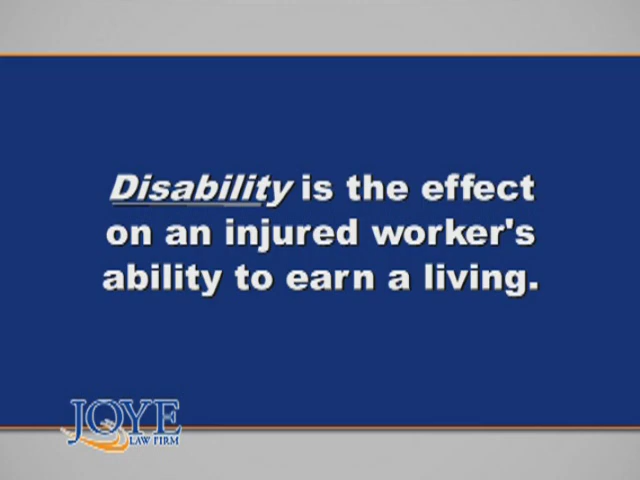 Disability is the effect
on an injured worker's
ability to earn a living.
JOYE
LAW FIRM